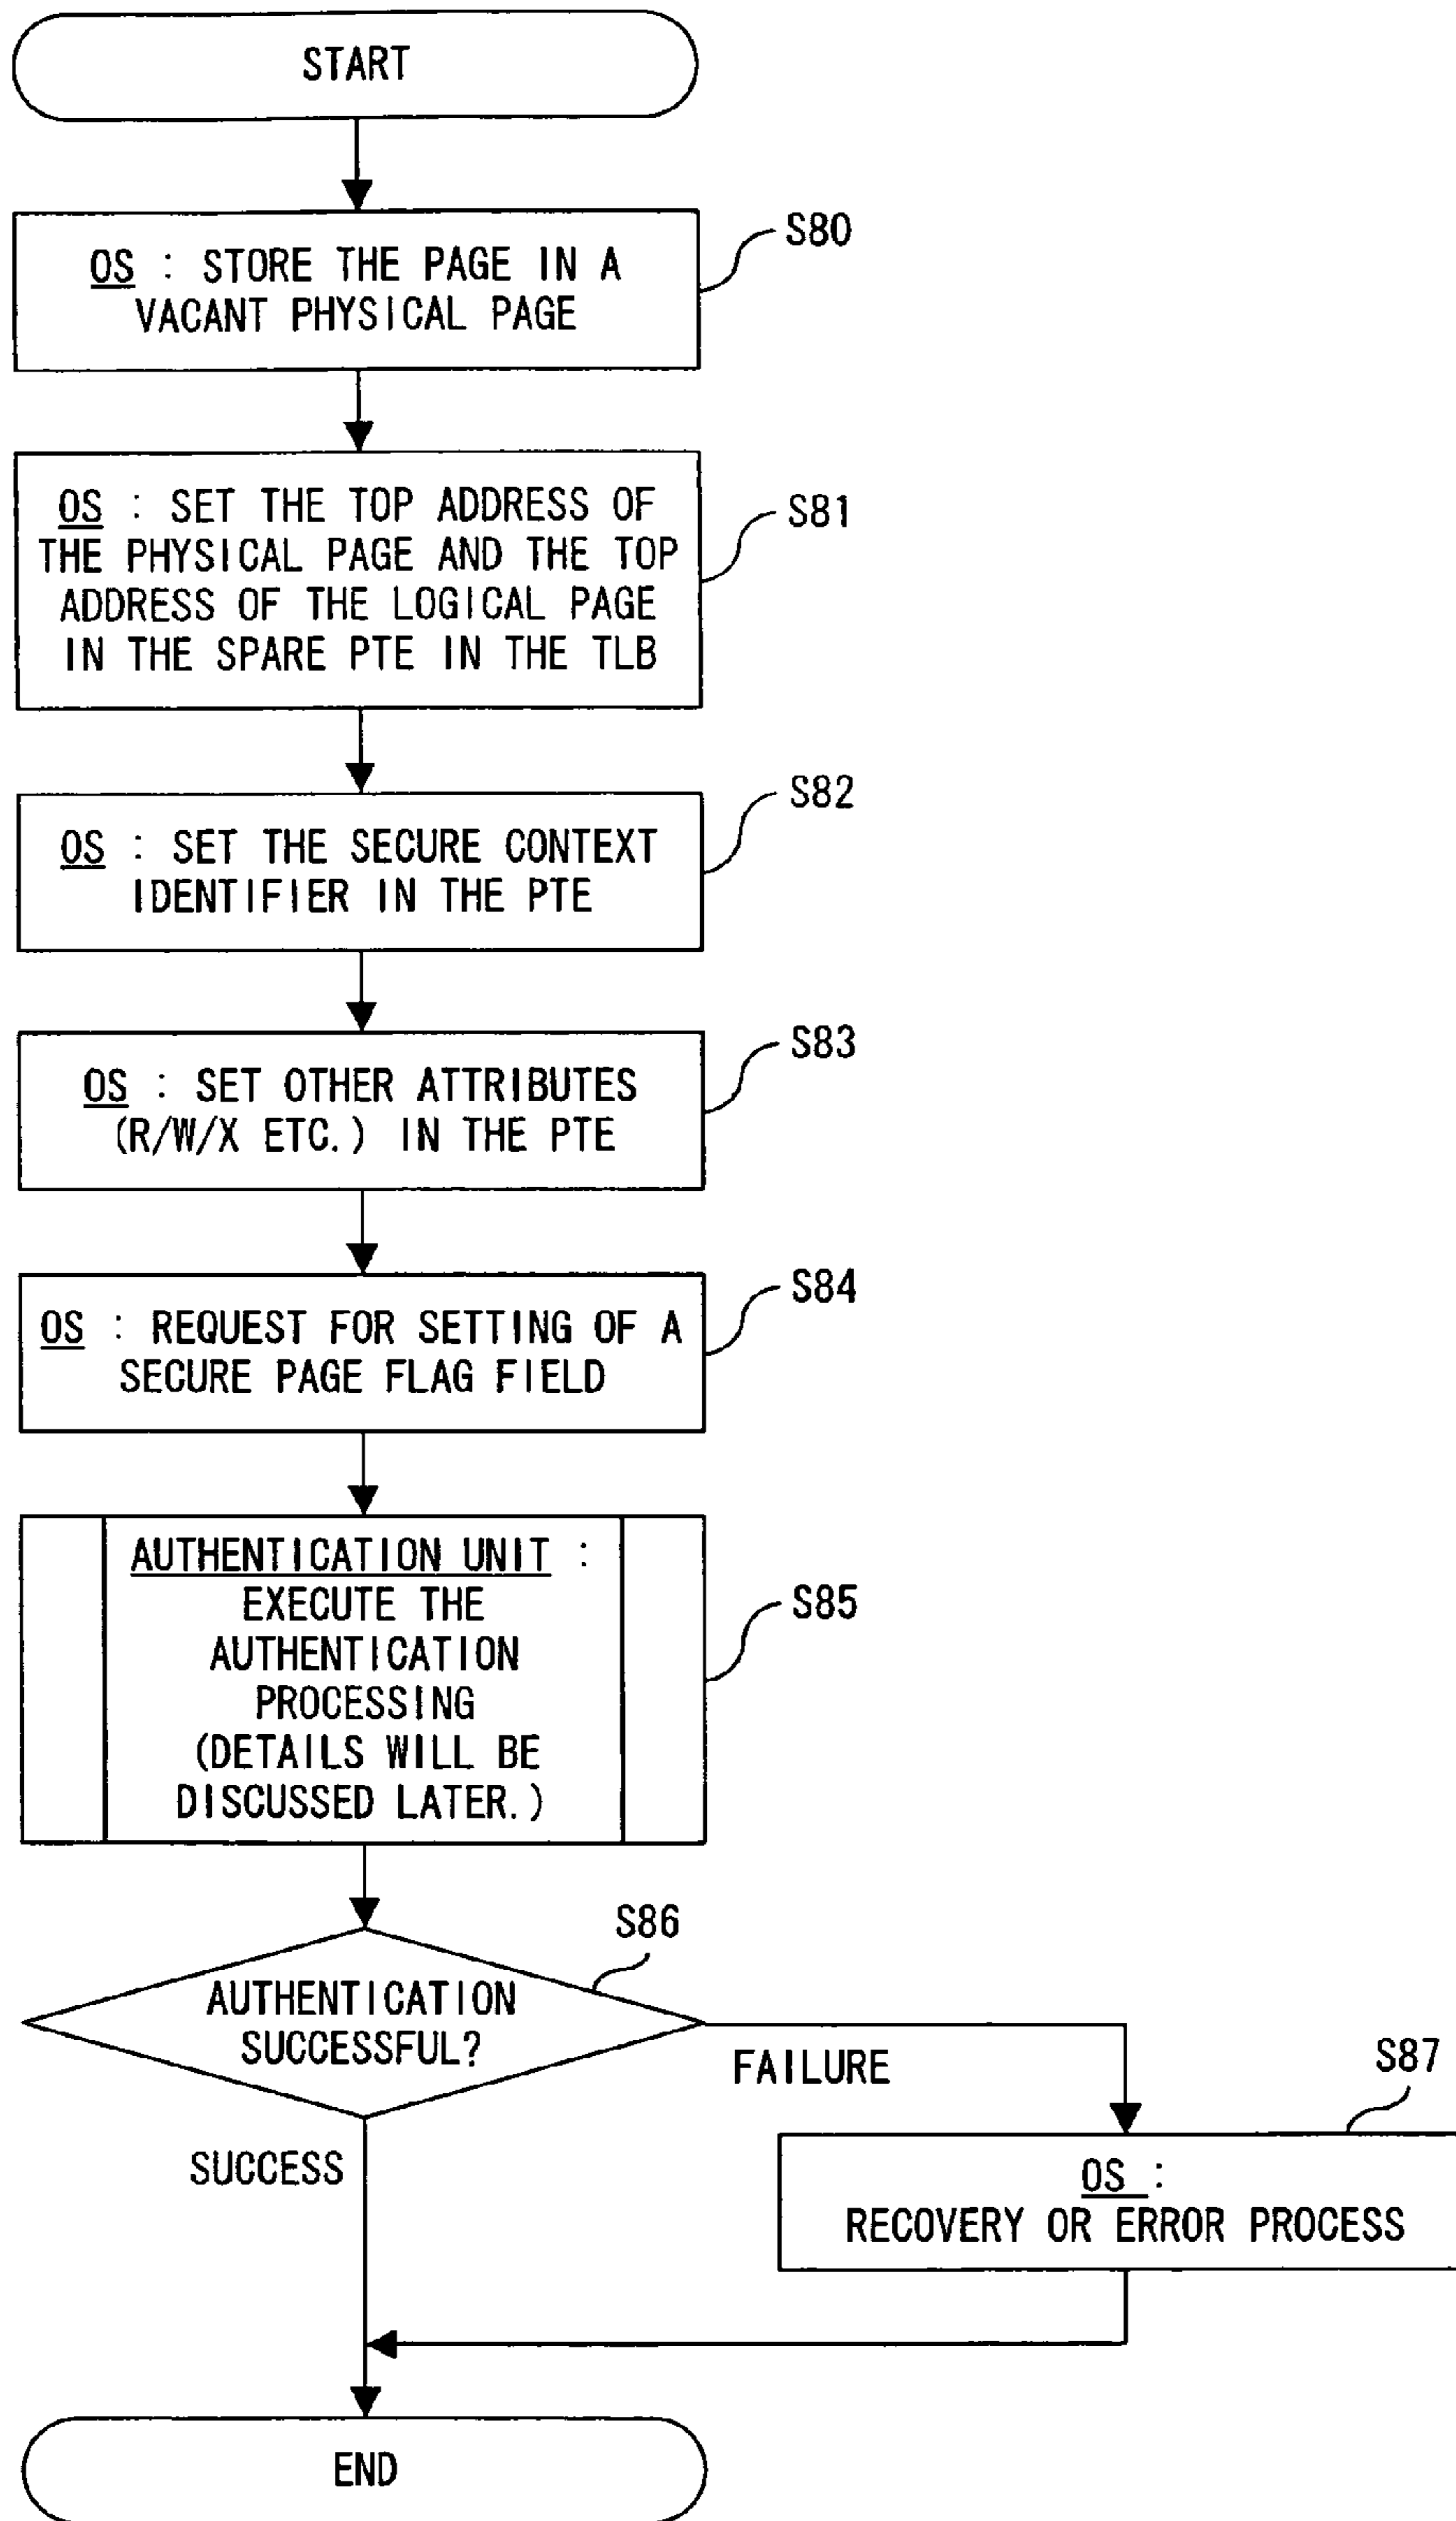 START
S80
OS : STORE THE PAGE IN A
VACANT PHYSICAL PAGE
S81
OS : SET THE TOP ADDRESS OF
THE PHYSICAL PAGE AND THE TOP
ADDRESS OF THE LOGICAL PAGE
IN THE SPARE PTE IN THE TLB
S82
OS : SET THE SECURE CONTEXT
IDENTIFIER IN THE PTE
S83
OS : SET OTHER ATTRIBUTES
(R/W/X ETC.) IN THE PTE
S84
OS : REQUEST FOR SETTING OF A
SECURE PAGE FLAG FIELD
S85
AUTHENTICATION UNIT :
EXECUTE THE
AUTHENTICATION
PROCESSING
(DETAILS WILL BE
DISCUSSED LATER.)
S86
AUTHENTICATION
SUCCESSFUL?
FAILURE
S87
SUCCESS
OS :
RECOVERY OR ERROR PROCESS
END